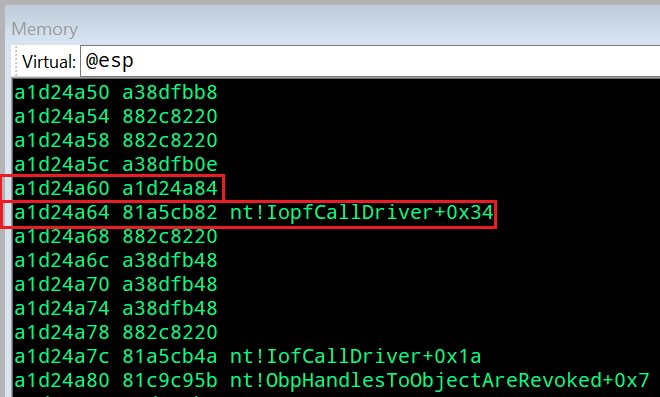 Memory
Virtual: @esp
a1d24a50 a38dfbb8
a1d24a54 882c8220
a1d24a58 882c8220
a1d24a5c a38dfb0e
a1d24a60 a1d24a84
a1d24a64 81a5cb82 nt!IopfCallDriver+0x34
a1d24a68 882c8220
a1d24a6c a38dfb48
a1d24a70 a38dfb48
a1d24a74 a38dfb48
a1d24a78 882c8220
a1d24a7c 81a5cb4a nt!IofCallDriver+0x1a
a1d24a80 81c9c95b nt!ObpHandlesToObjectAreRevoked+0x7